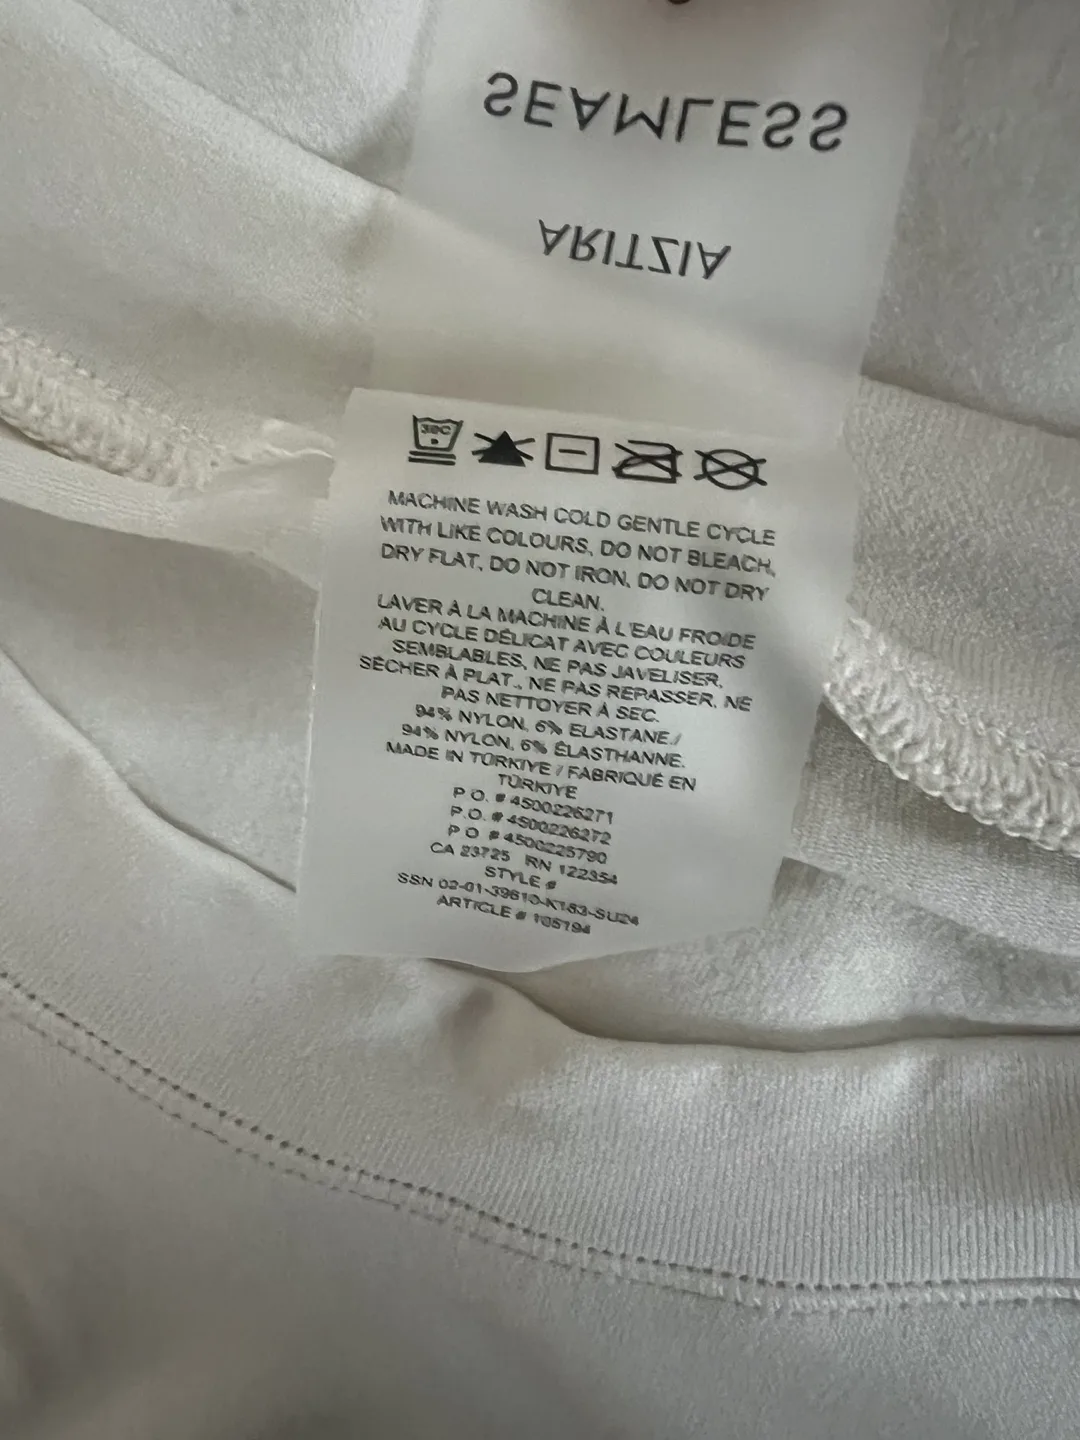 SEAMLESS
ARITZIA
30C
MACHINE WASH COLD GENTLE CYCLE
WITH LIKE COLOURS, DO NOT BLEACH,
DRY FLAT, DO NOT IRON, DO NOT DRY
CLEAN.
LAVER À LA MACHINE À L'EAU FROIDE
AU CYCLE DÉLICAT AVEC COULEURS
SEMBLABLES, NE PAS JAVELISER,
SÉCHER À PLAT., NE PAS REPASSER, NE
PAS NETTOYER À SEC.
94% NYLON, 6% ELASTANE./
94% NYLON, 6% ÉLASTHANNE.
MADE IN TÜRKIYE / FABRIQUÉ EN
TÜRKIYE
P.O. # 4500226271
P.O. # 4500226272
P O # 4500225790
CA 23725 RN 122354
STYLE #
SSN 02-01-39610-K183-SU24
ARTICLE # 105194